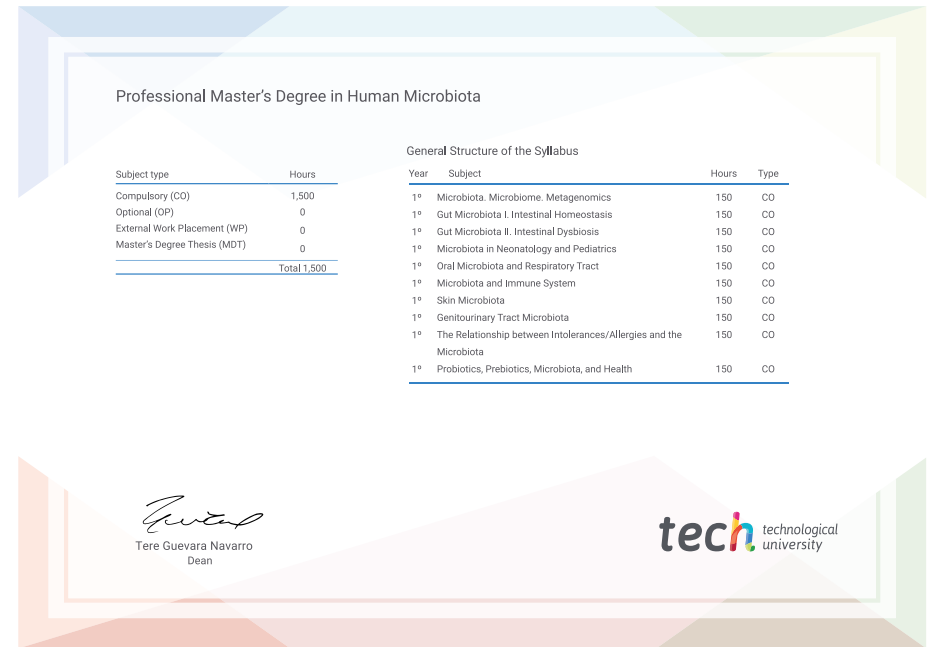 Professional Master's Degree in Human Microbiota
Subject type Hours
Compulsory (CO) 1,500
Optional (OP) 0
External Work Placement (WP) 0
Master's Degree Thesis (MDT) 0
Total 1,500
General Structure of the Syllabus
Year Subject Hours Type
1º Microbiota. Microbiome. Metagenomics 150 CO
1º Gut Microbiota I. Intestinal Homeostasis 150 CO
1º Gut Microbiota II. Intestinal Dysbiosis 150 CO
1º Microbiota in Neonatology and Pediatrics 150 CO
1º Oral Microbiota and Respiratory Tract 150 CO
1º Microbiota and Immune System 150 CO
1º Skin Microbiota 150 CO
1º Genitourinary Tract Microbiota 150 CO
1º The Relationship between Intolerances/Allergies and the 150 CO
Microbiota
1º Probiotics, Prebiotics, Microbiota, and Health 150 CO
Tere Guevara Navarro
Dean
tech technological
university